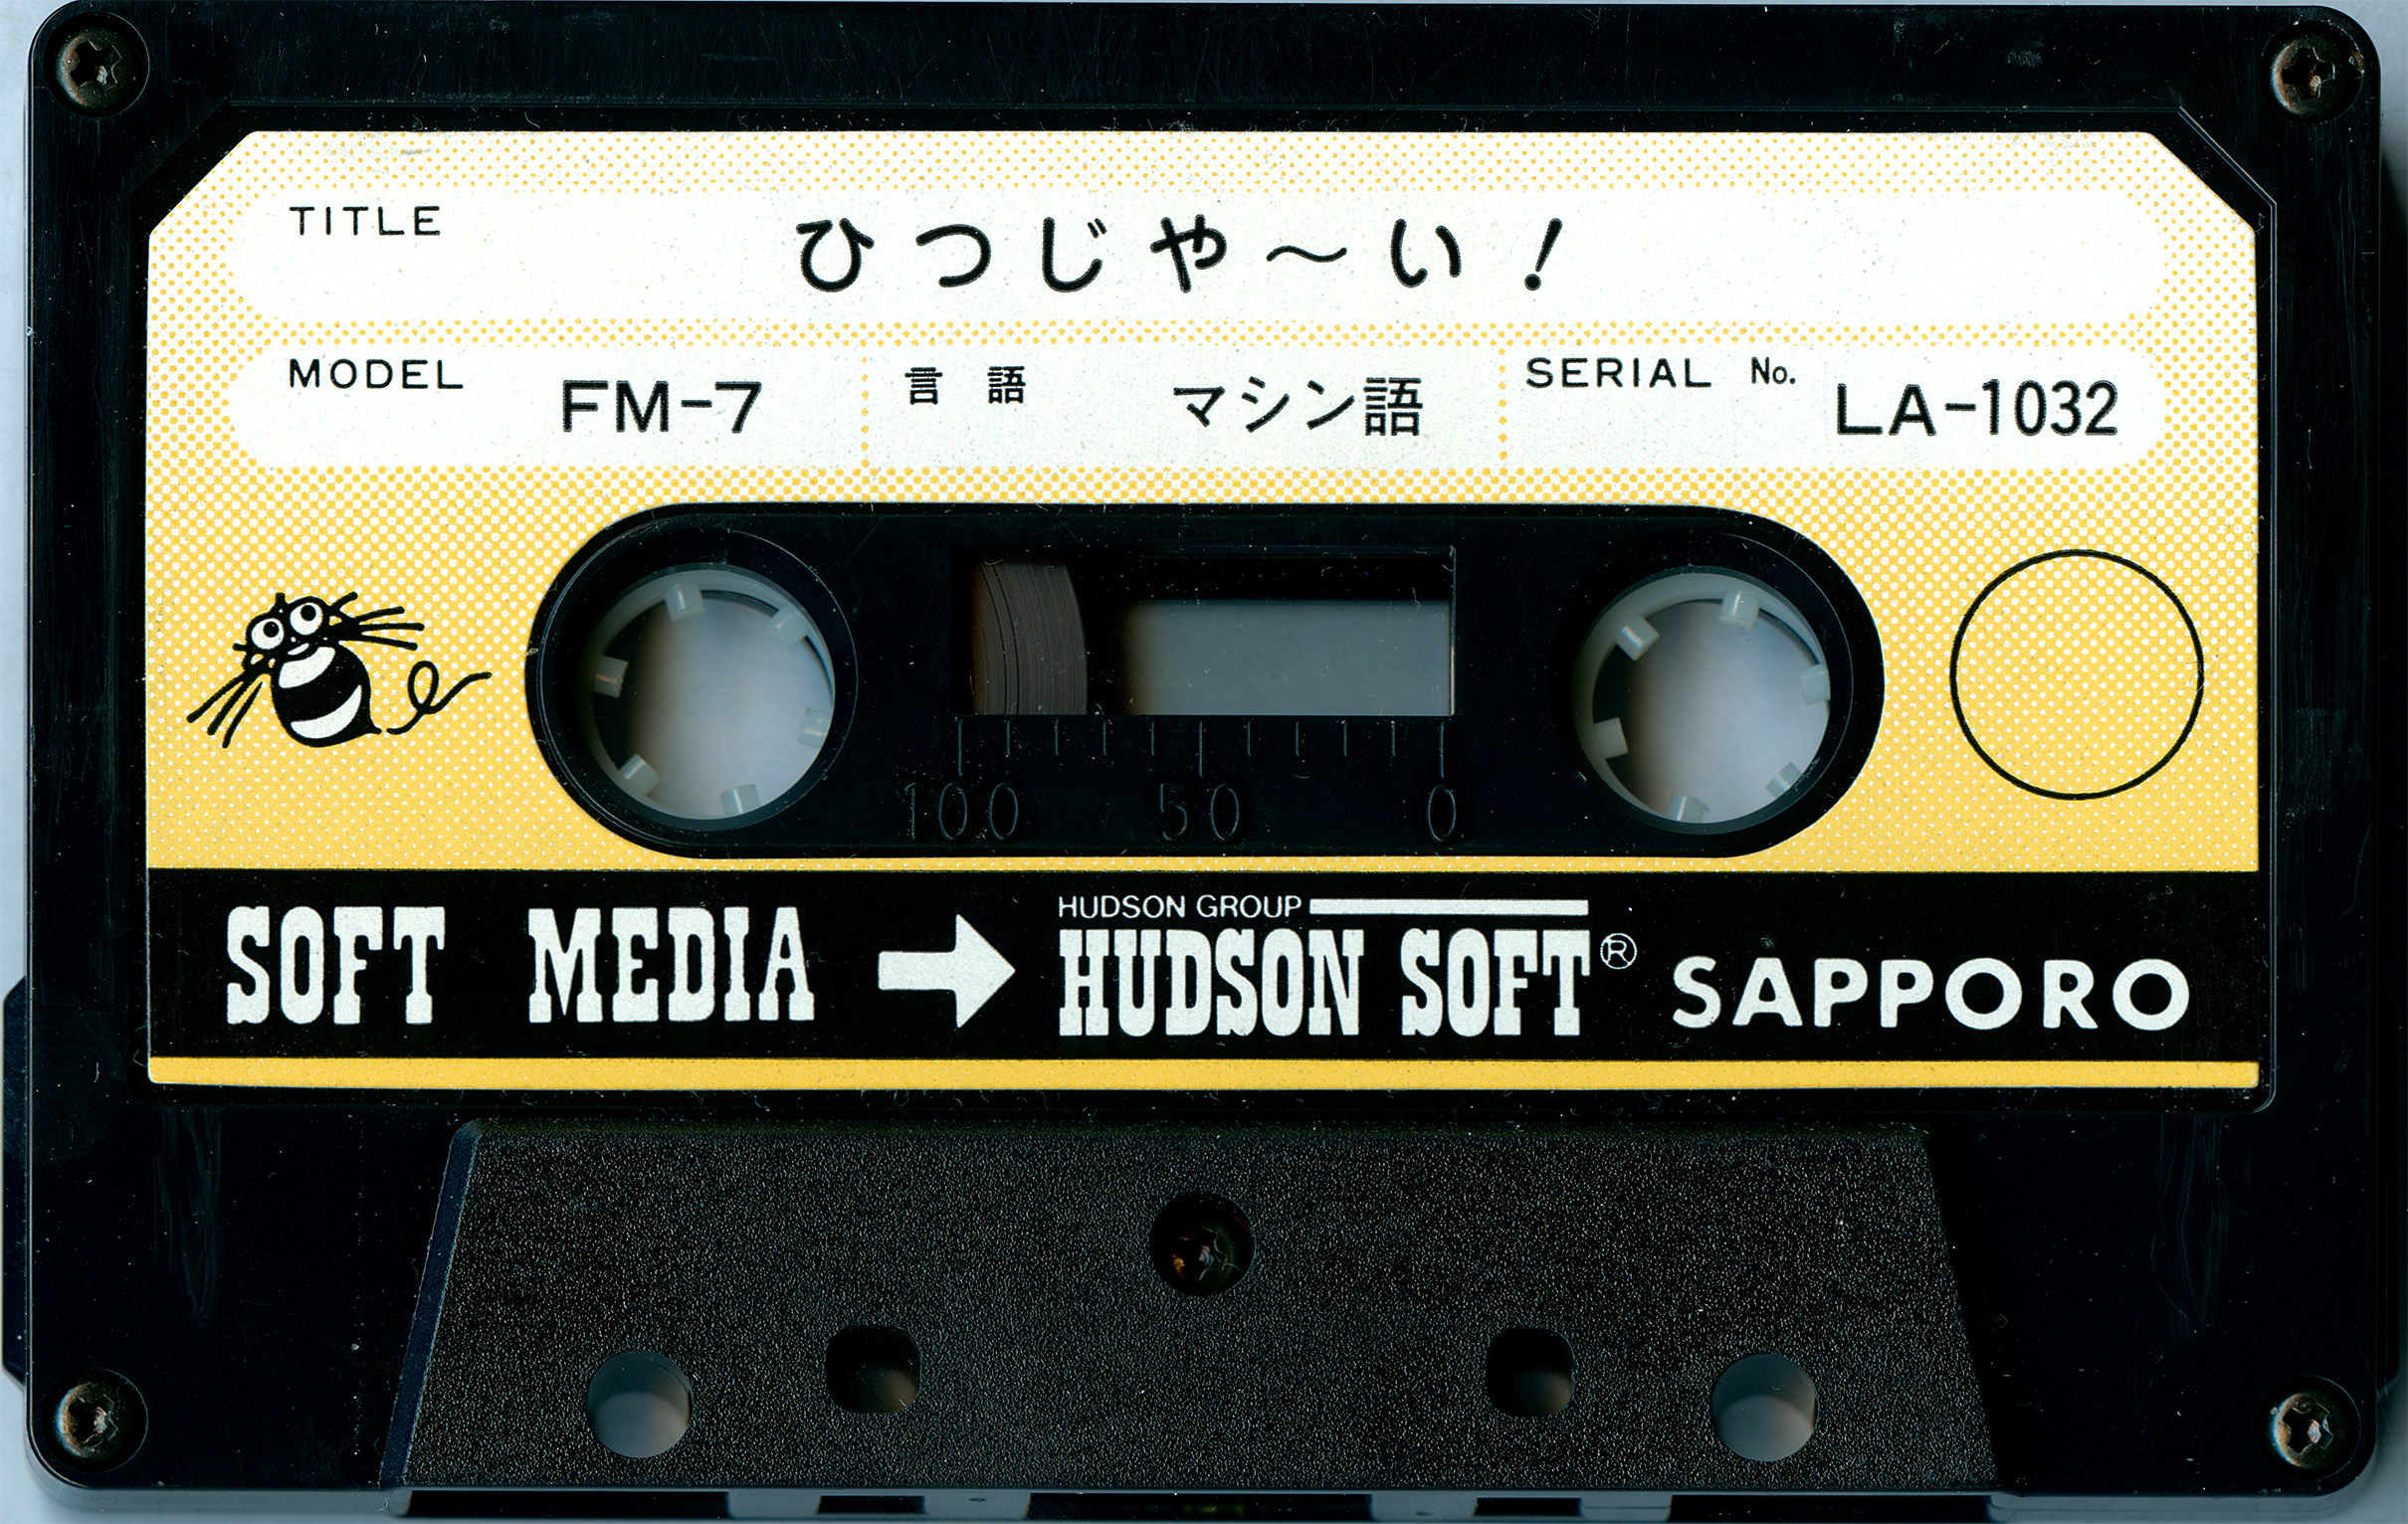 TITLE ひつじや〜い！
MODEL FM-7 言語 マシン語 SERIAL No. LA-1032
100 50 0
SOFT MEDIA → HUDSON GROUP
HUDSON SOFT® SAPPORO